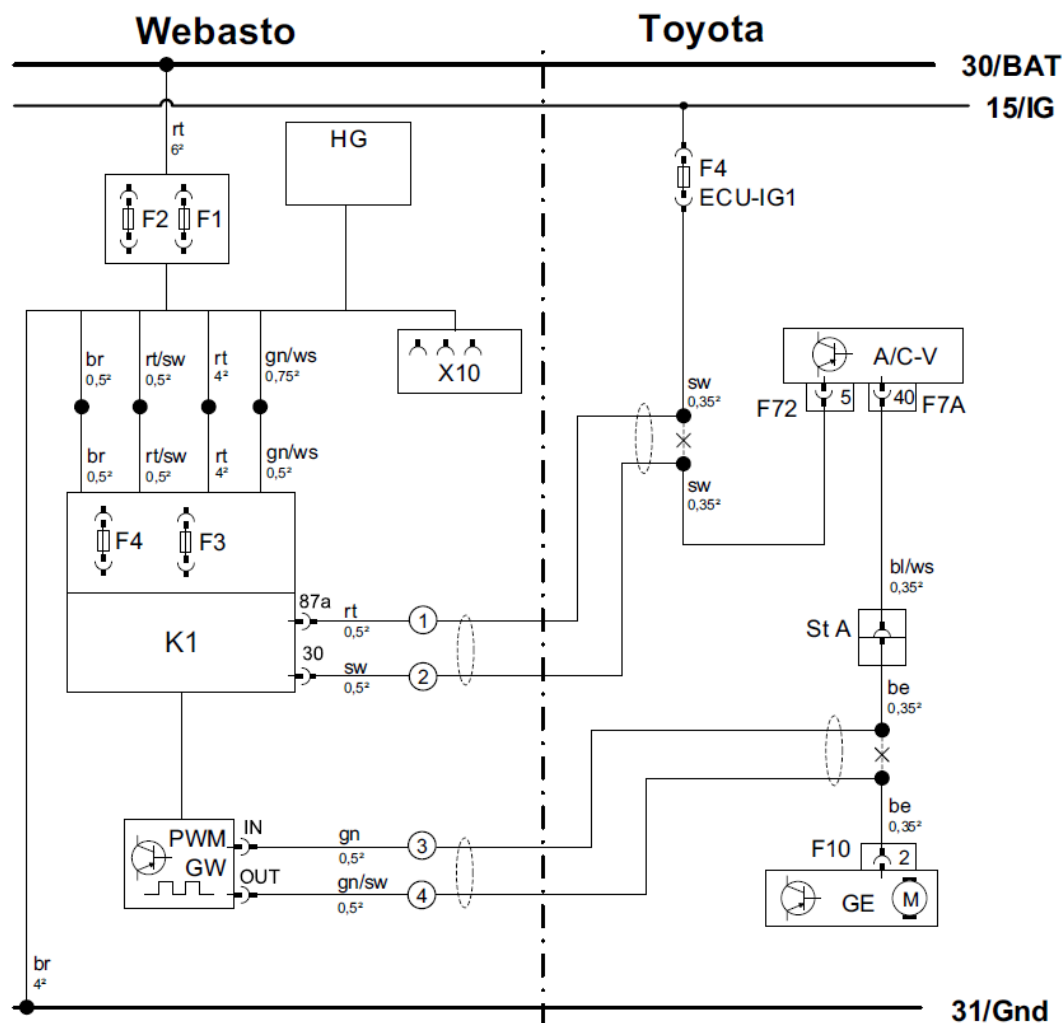 Webasto
Toyota
30/BAT
15/IG
rt
6²
HG
F4
ECU-IG1
F2
F1
br
0,5²
rt/sw
0,5²
rt
4²
gn/ws
0,75²
X10
A/C-V
F72
5
40
F7A
sw
0,35²
br
0,5²
rt/sw
0,5²
rt
4²
gn/ws
0,5²
sw
0,35²
F4
F3
bl/ws
0,35²
87a
rt
0,5²
1
St A
K1
30
sw
0,5²
2
be
0,35²
PWM
GW
IN
gn
0,5²
3
be
0,35²
OUT
gn/sw
0,5²
4
F10
2
GE
M
br
4²
31/Gnd